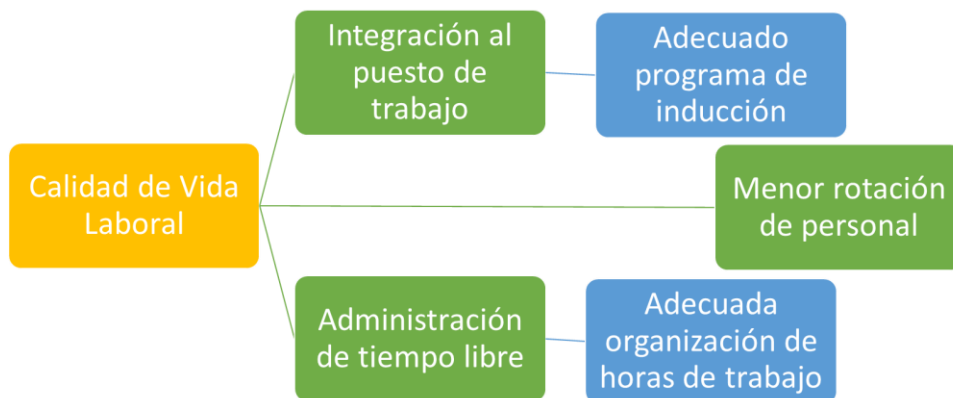 Integración al
puesto de
trabajo
Adecuado
programa de
inducción
Calidad de Vida
Laboral
Menor rotación
de personal
Administración
de tiempo libre
Adecuada
organización de
horas de trabajo